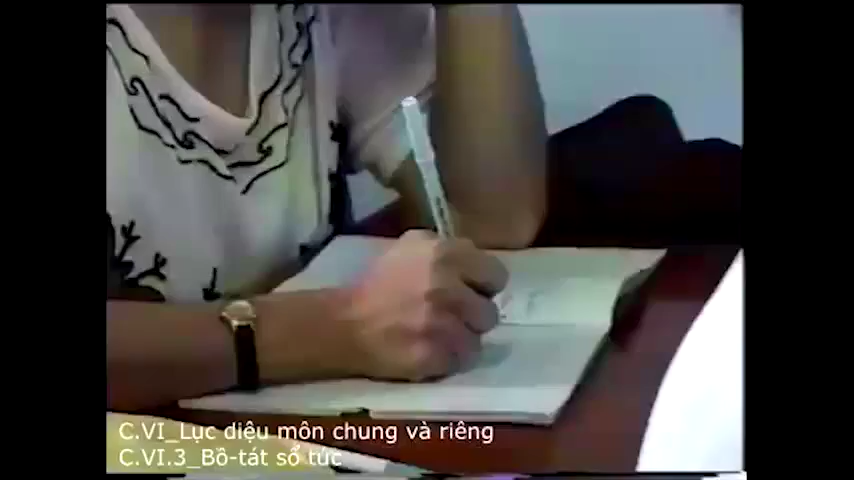 C.VI_Lục diệu môn chung và riêng
C.VI.3_Bồ-tát sổ tức